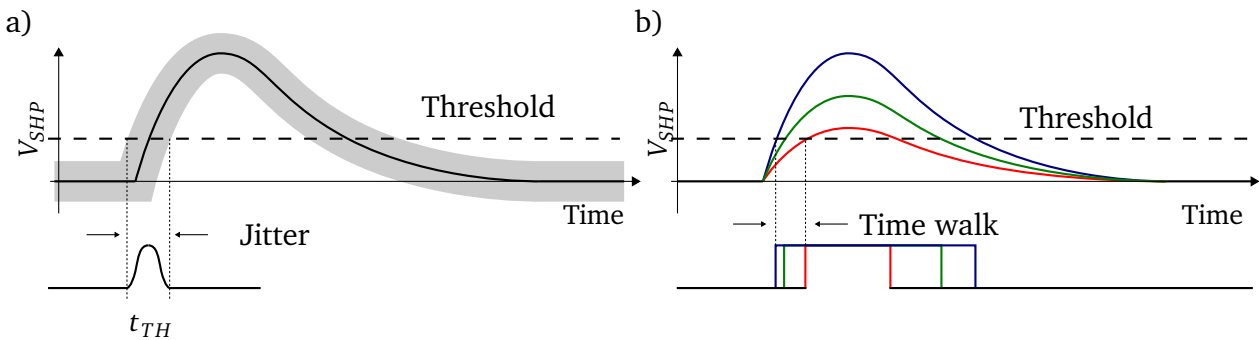 a)
V_SHP
Threshold
Time
Jitter
t_TH
b)
V_SHP
Threshold
Time
Time walk